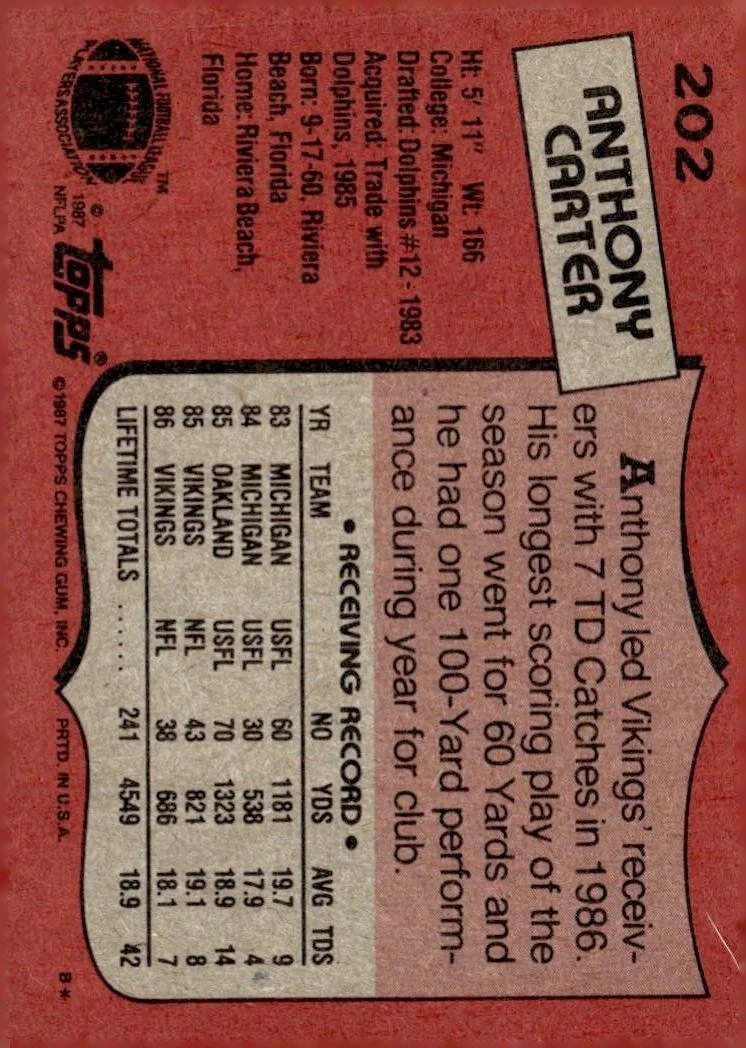 202
ANTHONY
CARTER
Ht: 5' 11" Wt: 166
College: Michigan
Drafted: Dolphins #12-1983
Acquired: Trade with
Dolphins, 1985
Born: 9-17-60, Riviera
Beach, Florida
Home: Riviera Beach,
Florida
NATIONAL FOOTBALL LEAGUE
PLAYERS ASSOCIATION
™
© 1987
NFLPA
topps®
Anthony led Vikings' receiv-
ers with 7 TD Catches in 1986.
His longest scoring play of the
season went for 60 Yards and
he had one 100-Yard perform-
ance during year for club.
• RECEIVING RECORD •
YR TEAM NO YDS AVG TDS
83 MICHIGAN USFL 60 1181 19.7 9
84 MICHIGAN USFL 30 538 17.9 4
85 OAKLAND USFL 70 1323 18.9 14
85 VIKINGS NFL 43 821 19.1 8
86 VIKINGS NFL 38 686 18.1 7
LIFETIME TOTALS ...... 241 4549 18.9 42
© 1987 TOPPS CHEWING GUM, INC. PRTD. IN U.S.A. B*